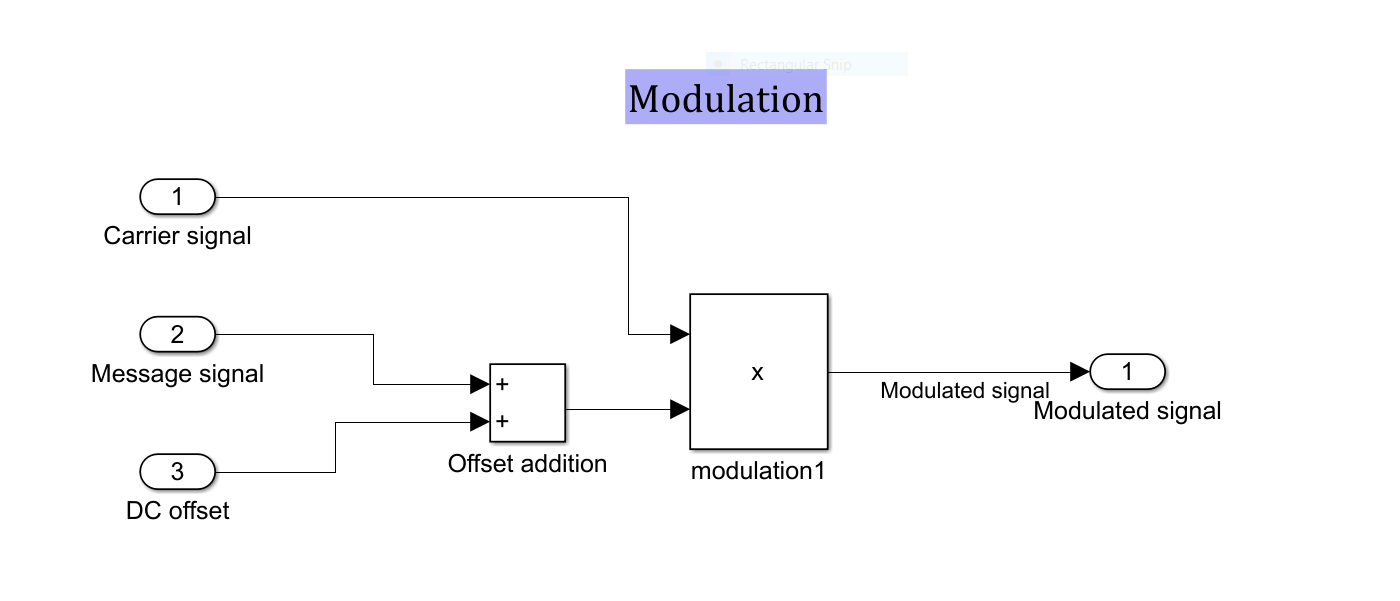 Rectangular Snip
Modulation
1
Carrier signal
2
Message signal
3
DC offset
+
+
Offset addition
x
modulation1
Modulated signal
1
Modulated signal